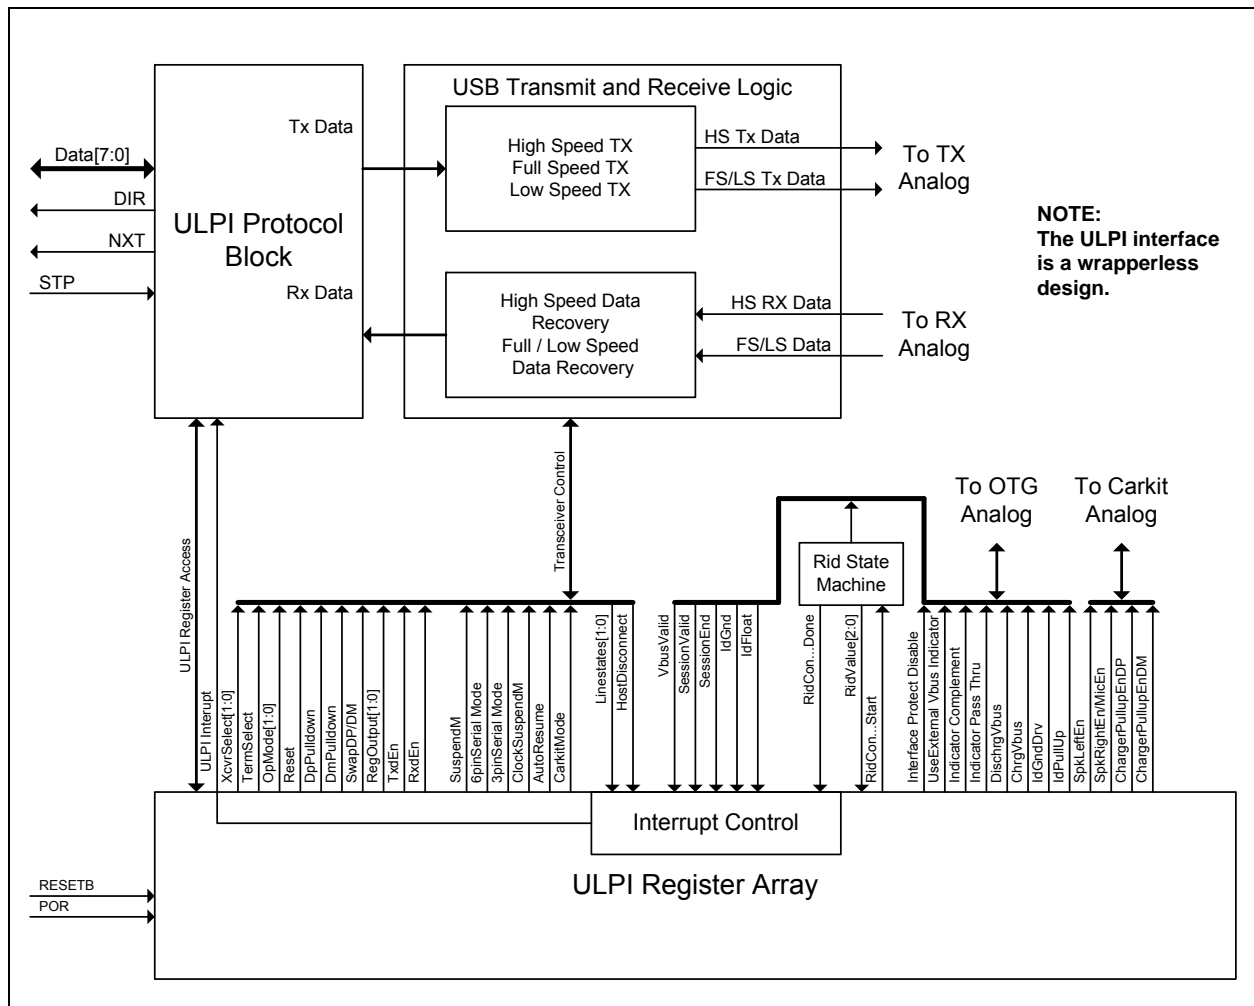 USB Transmit and Receive Logic
Tx Data
High Speed TX
Full Speed TX
Low Speed TX
HS Tx Data
FS/LS Tx Data
To TX
Analog
Data[7:0]
DIR
NXT
STP
ULPI Protocol
Block
Rx Data
High Speed Data
Recovery
Full / Low Speed
Data Recovery
HS RX Data
FS/LS Data
To RX
Analog
NOTE:
The ULPI interface
is a wrapperless
design.
ULPI Register Access
ULPI Interupt
Transceiver Control
To OTG
Analog
To Carkit
Analog
Rid State
Machine
XcvrSelect[1:0]
TermSelect
OpMode[1:0]
Reset
DpPulldown
DmPulldown
SwapDP/DM
RegOutput[1:0]
TxdEn
RxdEn
SuspendM
6pinSerial Mode
3pinSerial Mode
ClockSuspendM
AutoResume
CarkitMode
Linestates[1:0]
HostDisconnect
VbusValid
SessionValid
SessionEnd
IdGnd
IdFloat
RidCon...Done
RidValue[2:0]
RidCon...Start
Interface Protect Disable
UseExternal Vbus Indicator
Indicator Complement
Indicator Pass Thru
DischrgVbus
ChrgVbus
IdGndDrv
IdPullUp
SpkLeftEn
SpkRightEn/MicEn
ChargerPullupEnDP
ChargerPullupEnDM
Interrupt Control
ULPI Register Array
RESETB
POR